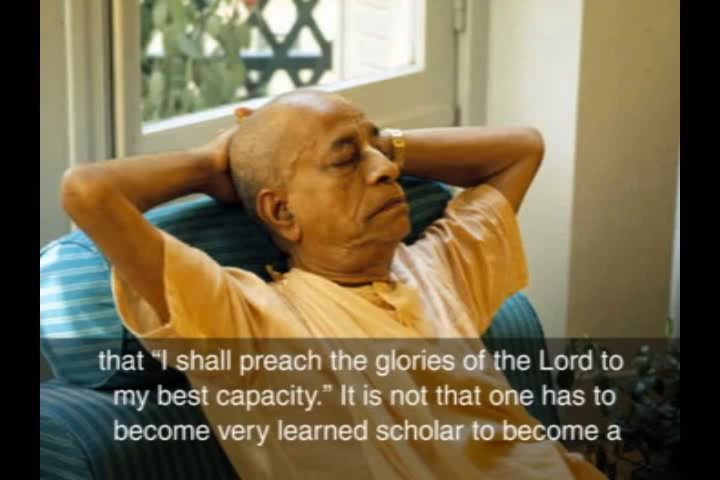 that “I shall preach the glories of the Lord to
my best capacity.” It is not that one has to
become very learned scholar to become a